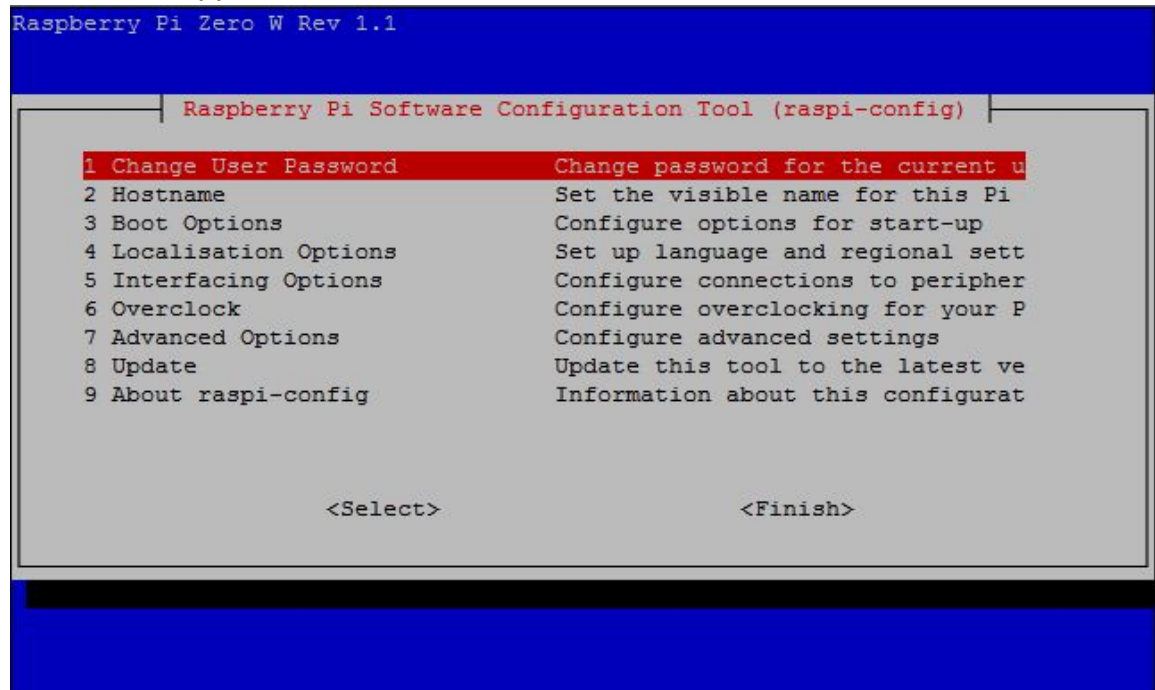 Raspberry Pi Zero W Rev 1.1
Raspberry Pi Software Configuration Tool (raspi-config)
1 Change User Password Change password for the current u
2 Hostname Set the visible name for this Pi
3 Boot Options Configure options for start-up
4 Localisation Options Set up language and regional sett
5 Interfacing Options Configure connections to peripher
6 Overclock Configure overclocking for your P
7 Advanced Options Configure advanced settings
8 Update Update this tool to the latest ve
9 About raspi-config Information about this configurat
<Select> <Finish>